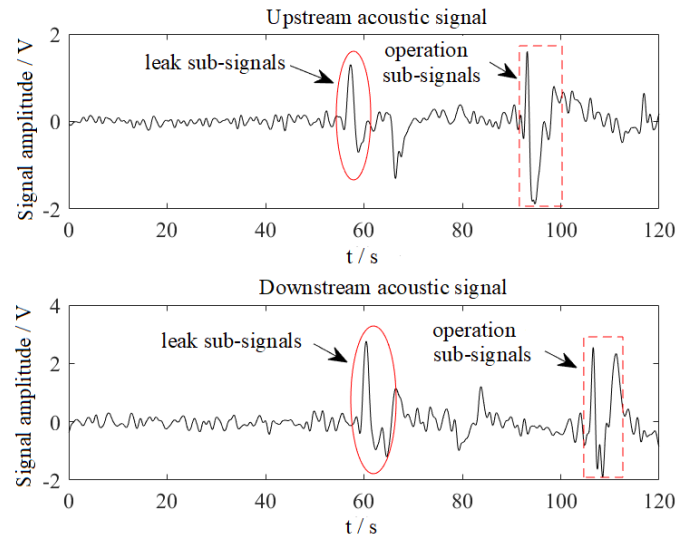 Upstream acoustic signal
Signal amplitude / V
2
0
-2
leak sub-signals
operation
sub-signals
0 20 40 60 80 100 120
t / s
Downstream acoustic signal
Signal amplitude / V
4
2
0
-2
leak sub-signals
operation
sub-signals
0 20 40 60 80 100 120
t / s